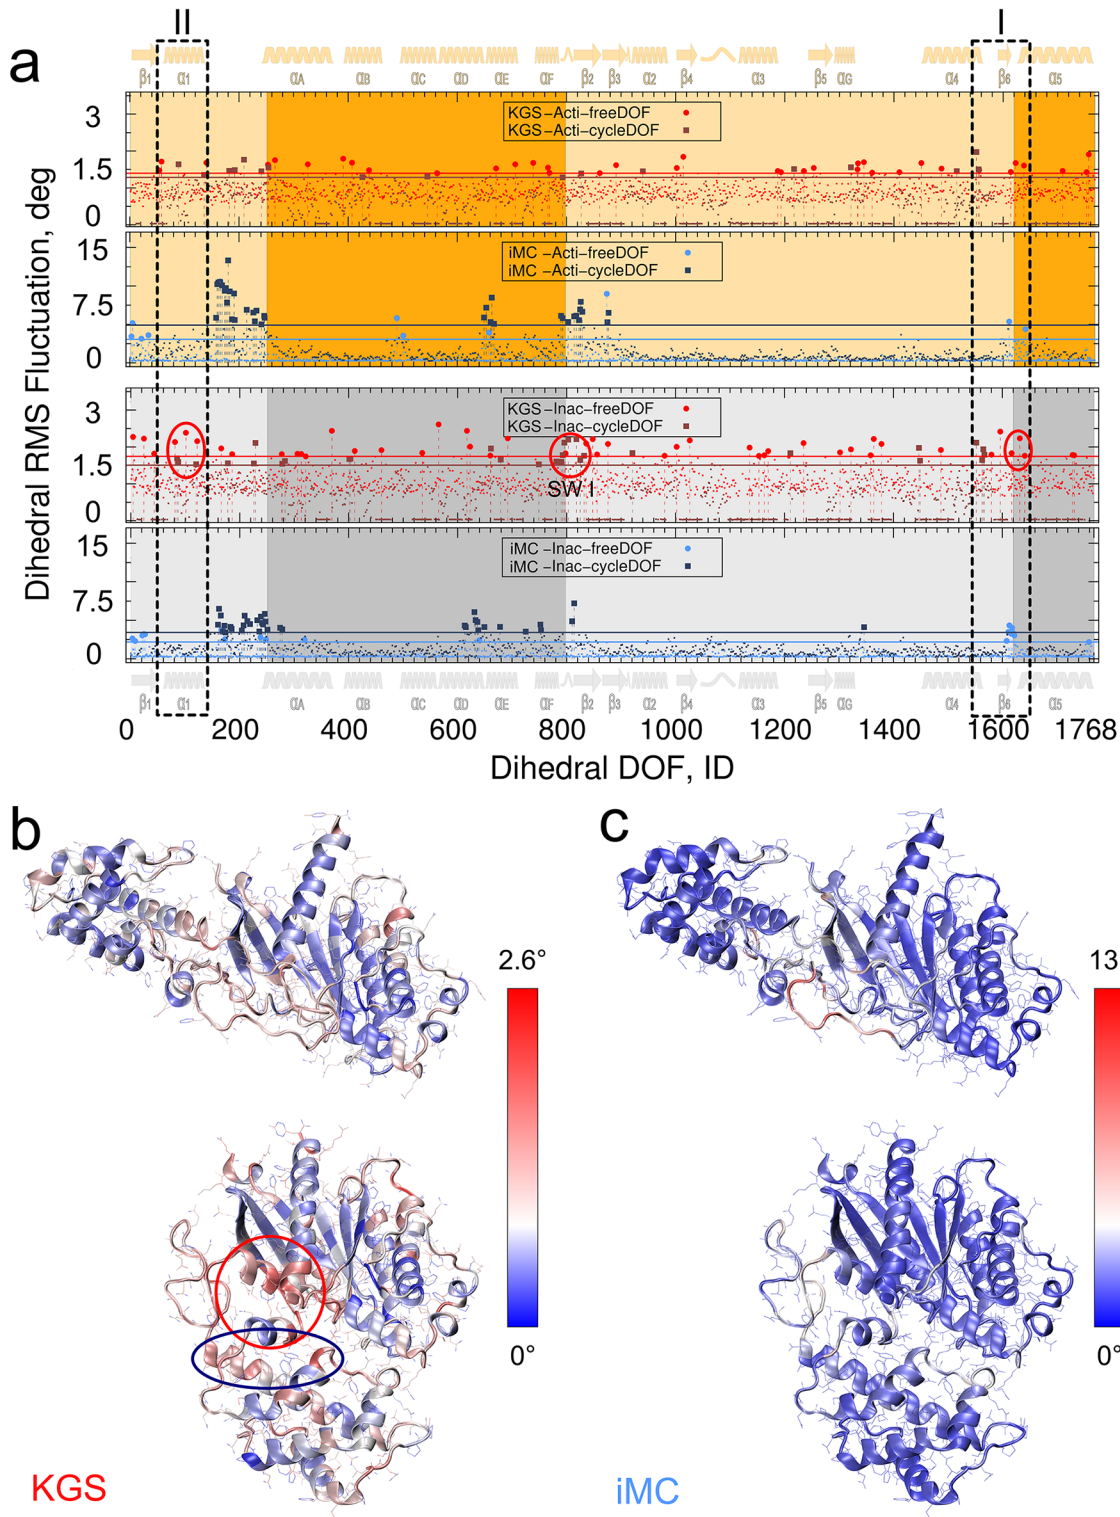 II
I
a
β1 α1 αA αB αC αD αE αF β2 β3 α2 β4 α3 β5 αG α4 β6 α5
Dihedral RMS Fluctuation, deg
3
1.5
0
KGS-Acti-freeDOF
KGS-Acti-cycleDOF
15
7.5
0
iMC -Acti-freeDOF
iMC -Acti-cycleDOF
3
1.5
0
KGS-Inac-freeDOF
KGS-Inac-cycleDOF
SW I
15
7.5
0
iMC -Inac-freeDOF
iMC -Inac-cycleDOF
β1 α1 αA αB αC αD αE αF β2 β3 α2 β4 α3 β5 αG α4 β6 α5
0 200 400 600 800 1000 1200 1400 1600 1768
Dihedral DOF, ID
b
c
2.6°
13
0°
0°
KGS
iMC